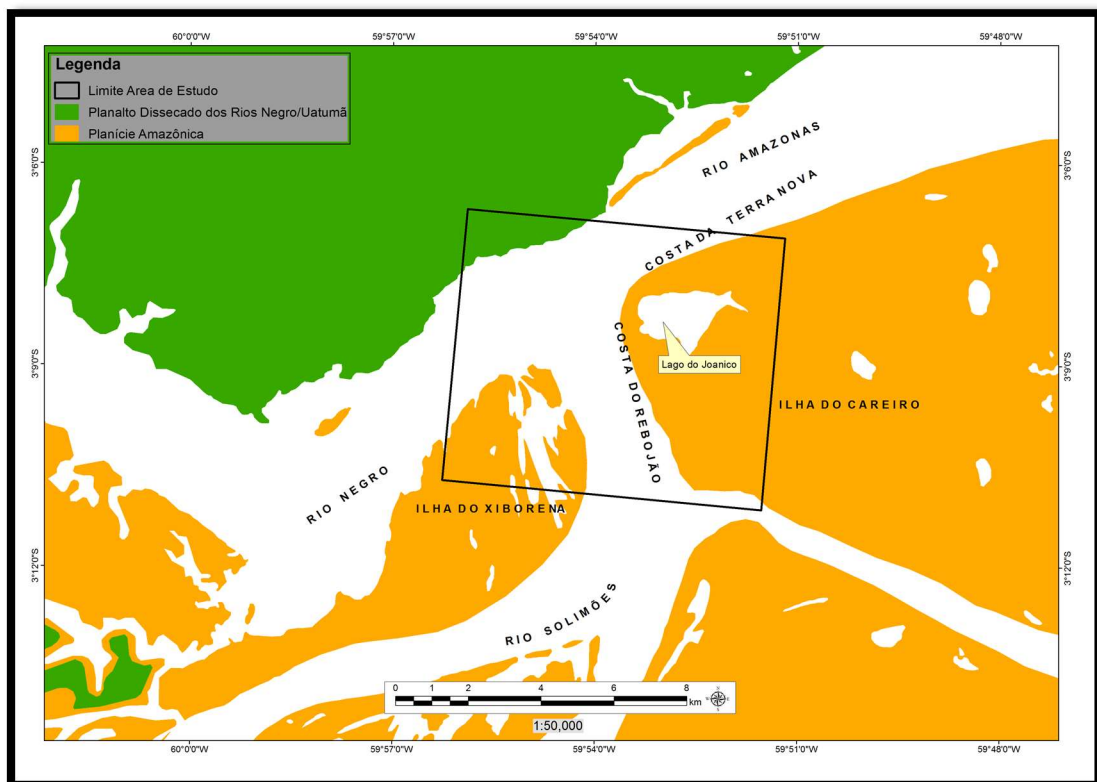 60°0'0"W 59°57'0"W 59°54'0"W 59°51'0"W 59°48'0"W
Legenda
Limite Area de Estudo
Planalto Dissecado dos Rios Negro/Uatumã
Planície Amazônica
3°6'0"S
3°6'0"S
RIO AMAZONAS
COSTA DA TERRA NOVA
COSTA DO REBOJÃO
Lago do Joanico
3°9'0"S
3°9'0"S
ILHA DO CAREIRO
RIO NEGRO
ILHA DO XIBORENA
3°12'0"S
3°12'0"S
RIO SOLIMÕES
0 1 2 4 6 8
km
1:50,000
60°0'0"W 59°57'0"W 59°54'0"W 59°51'0"W 59°48'0"W